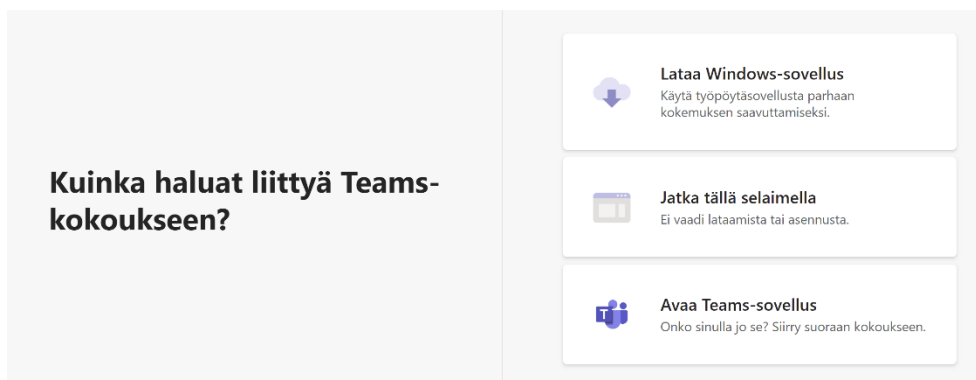 Kuinka haluat liittyä Teams-
kokoukseen?
Lataa Windows-sovellus
Käytä työpöytäsovellusta parhaan
kokemuksen saavuttamiseksi.
Jatka tällä selaimella
Ei vaadi lataamista tai asennusta.
T
Avaa Teams-sovellus
Onko sinulla jo se? Siirry suoraan kokoukseen.